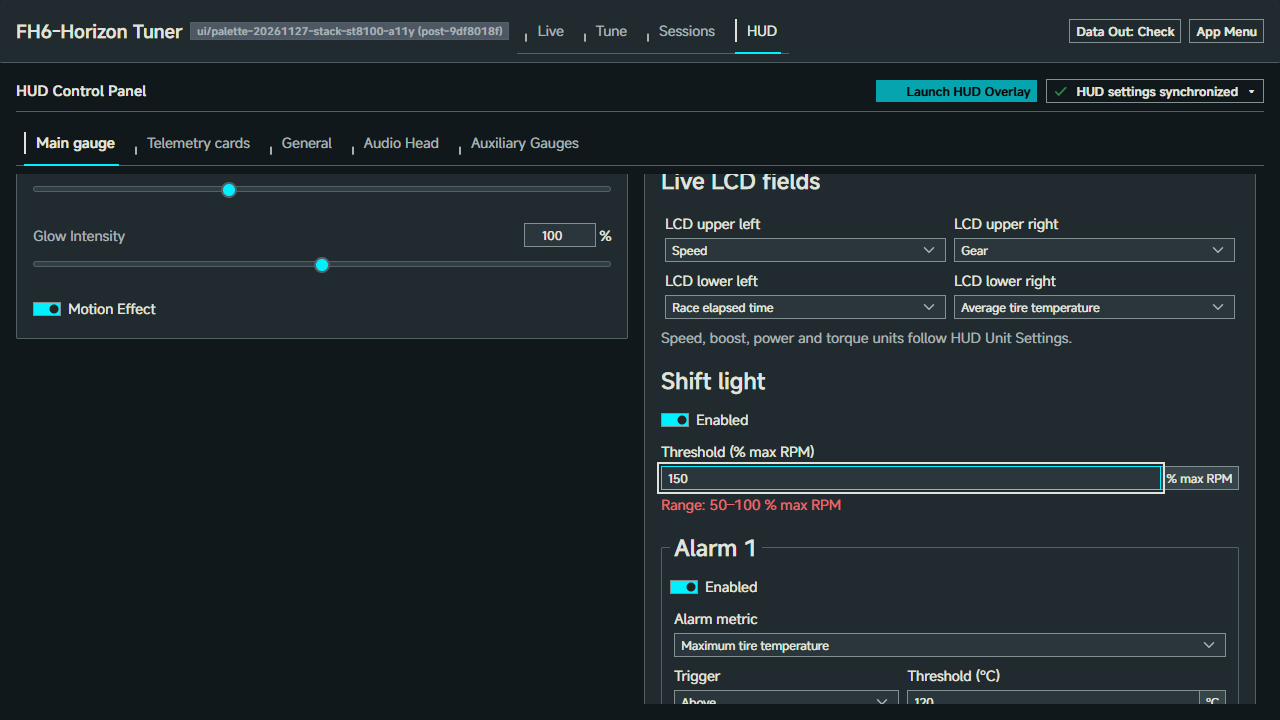 FH6-Horizon Tuner
ui/palette-20261127-stack-st8100-a11y (post-9df8018f)
Live
Tune
Sessions
HUD
Data Out: Check
App Menu
HUD Control Panel
Launch HUD Overlay
HUD settings synchronized
Main gauge
Telemetry cards
General
Audio Head
Auxiliary Gauges
Glow Intensity
100
%
Motion Effect
Live LCD fields
LCD upper left
LCD upper right
Speed
Gear
LCD lower left
LCD lower right
Race elapsed time
Average tire temperature
Speed, boost, power and torque units follow HUD Unit Settings.
Shift light
Enabled
Threshold (% max RPM)
150
% max RPM
Range: 50–100 % max RPM
Alarm 1
Enabled
Alarm metric
Maximum tire temperature
Trigger
Threshold (°C)
Above
120
°C